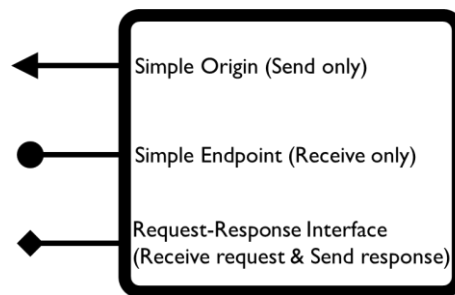 Simple Origin (Send only)
Simple Endpoint (Receive only)
Request-Response Interface
(Receive request & Send response)